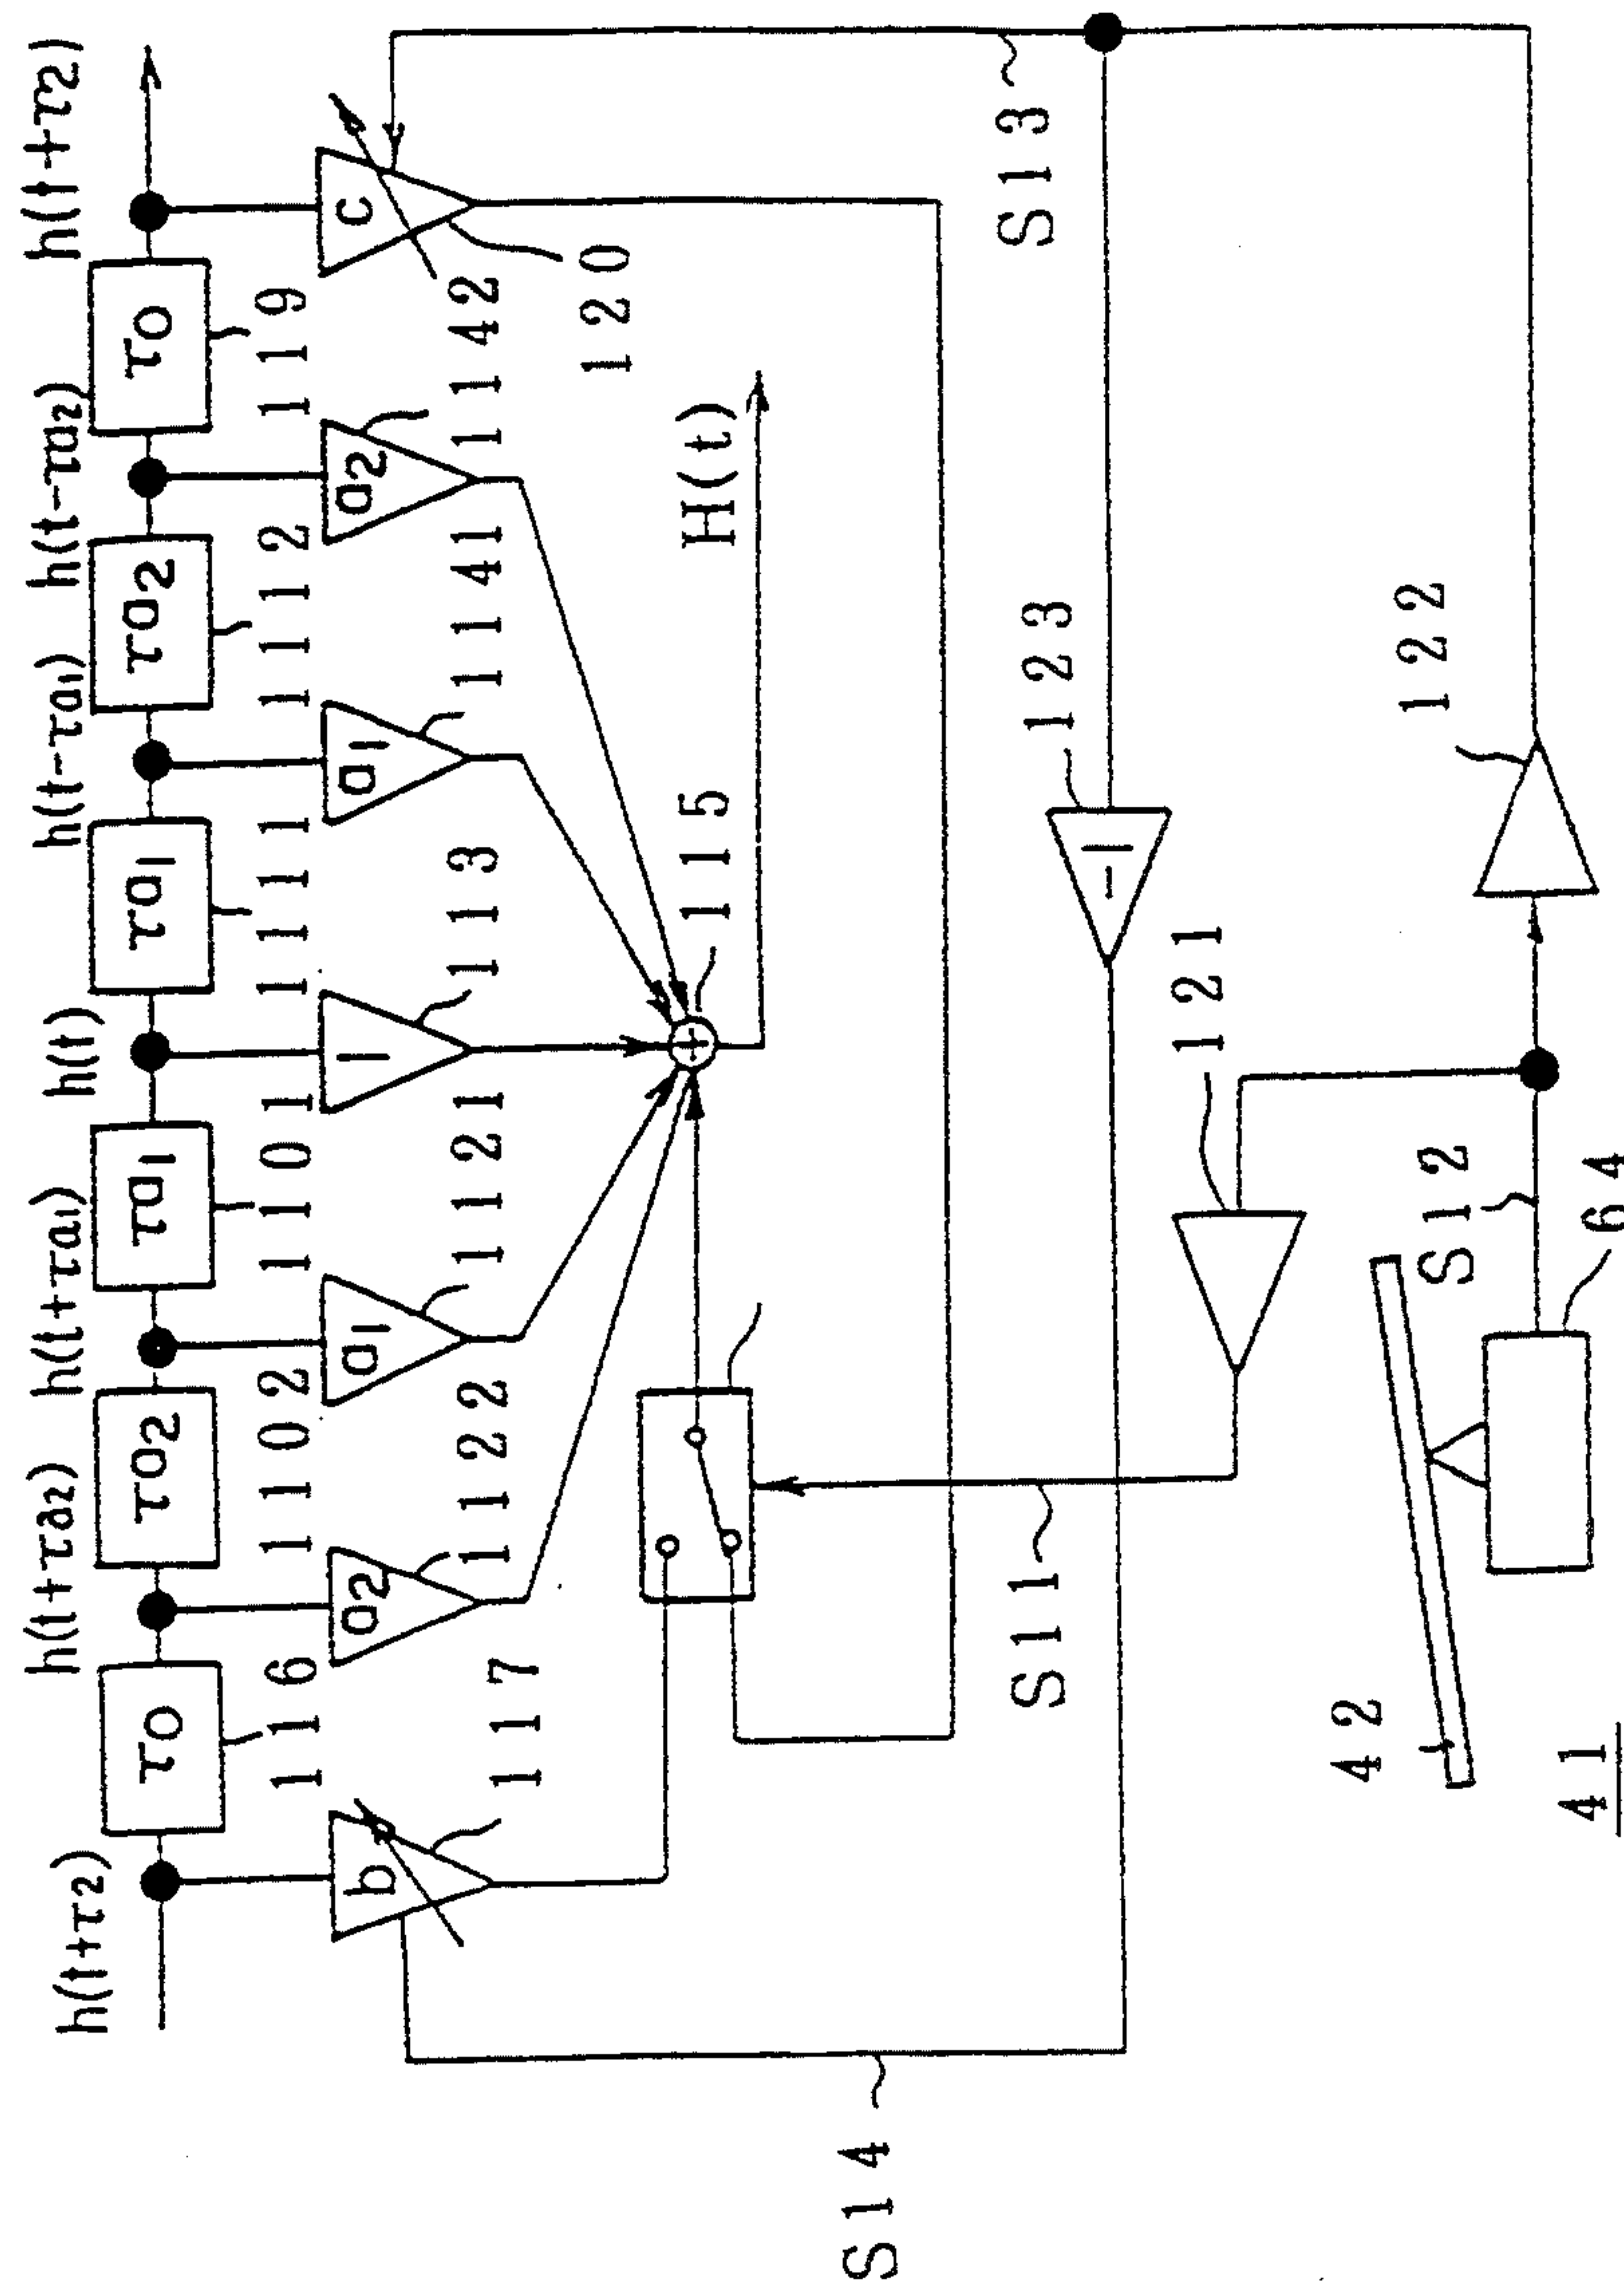 h(t+τ2) h(t+τa2) h(t+τa1) h(t) h(t-τa1) h(t-τa2) h(t+τ2)
τ0 τa2 τa1 τa1 τa2 τ0
116 1102 1101 1111 1112 119
b a2 a1 1 a1 a2 c
117 1122 1121 113 1141 1142 120
115 H(t)
S14 S11 S13
-1 123
121
42 S12 122
41 64